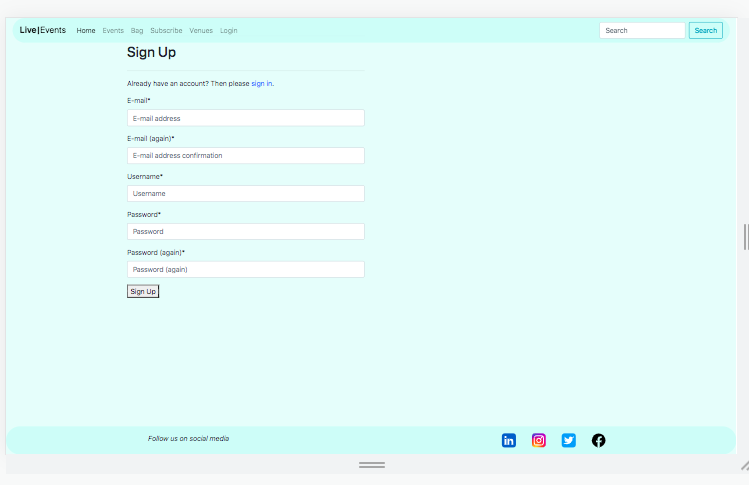 Live|Events Home Events Bag Subscribe Venues Login Search Search
Sign Up
Already have an account? Then please sign in.
E-mail*
E-mail address
E-mail (again)*
E-mail address confirmation
Username*
Username
Password*
Password
Password (again)*
Password (again)
Sign Up
Follow us on social media
in